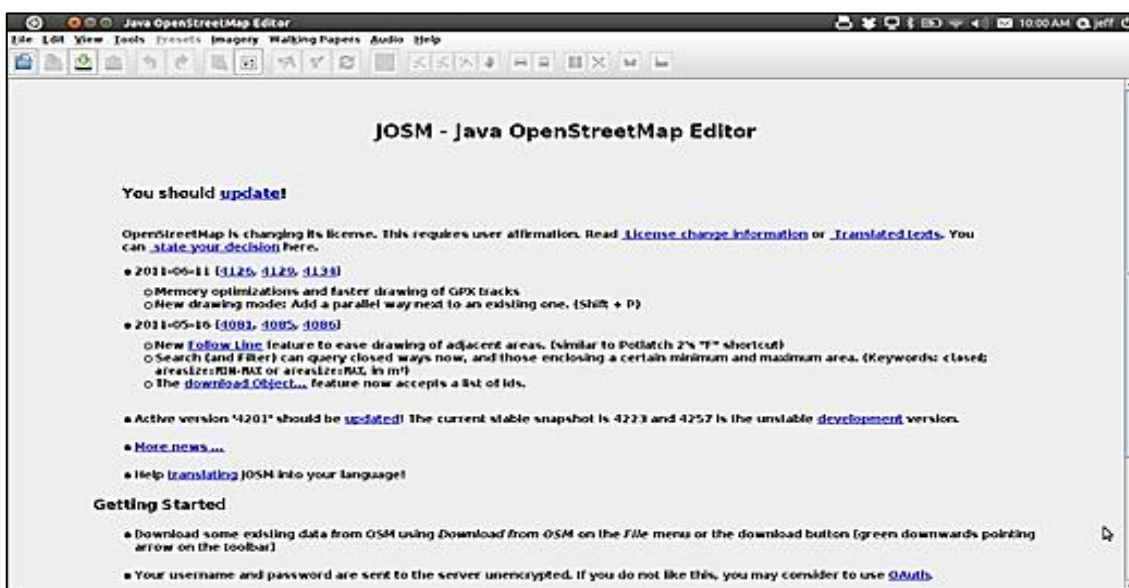 Java OpenStreetMap Editor
10:00 AM jeff
File Edit View Tools Presets Imagery Walking Papers Audio Help
JOSM - Java OpenStreetMap Editor
You should update!
OpenStreetMap is changing its license. This requires user affirmation. Read License change information or Translated texts. You
can state your decision here.
• 2011-06-11 [4126, 4129, 4134]
○ Memory optimizations and faster drawing of GPX tracks
○ New drawing mode: Add a parallel way next to an existing one. (Shift + P)
• 2011-05-16 [4081, 4085, 4086]
○ New Follow Line feature to ease drawing of adjacent areas. (similar to Potlatch 2's "F" shortcut)
○ Search (and Filter) can query closed ways now, and those enclosing a certain minimum and maximum area. (Keywords: closed;
areasize:MIN-MAX or areasize:MAX, in m²)
○ The download Object... feature now accepts a list of ids.
• Active version '4201' should be updated! The current stable snapshot is 4223 and 4257 is the unstable development version.
• More news ...
• Help translating JOSM into your language!
Getting Started
• Download some existing data from OSM using Download from OSM on the File menu or the download button [green downwards pointing
arrow on the toolbar]
• Your username and password are sent to the server unencrypted. If you do not like this, you may consider to use OAuth.